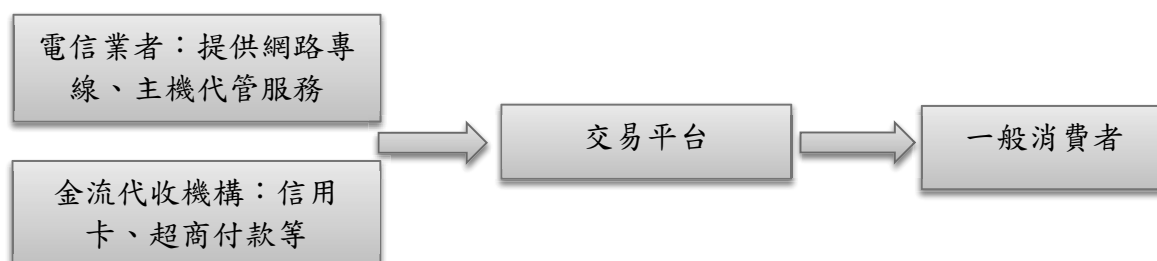 電信業者：提供網路專
線、主機代管服務
金流代收機構：信用
卡、超商付款等
交易平台
一般消費者